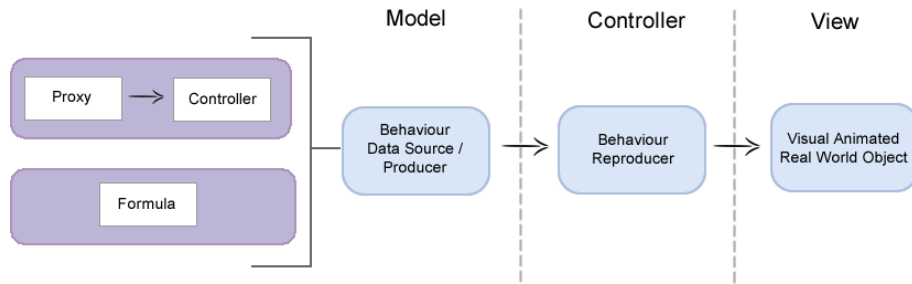 Model
Controller
View
Proxy
Controller
Formula
Behaviour
Data Source /
Producer
Behaviour
Reproducer
Visual Animated
Real World Object